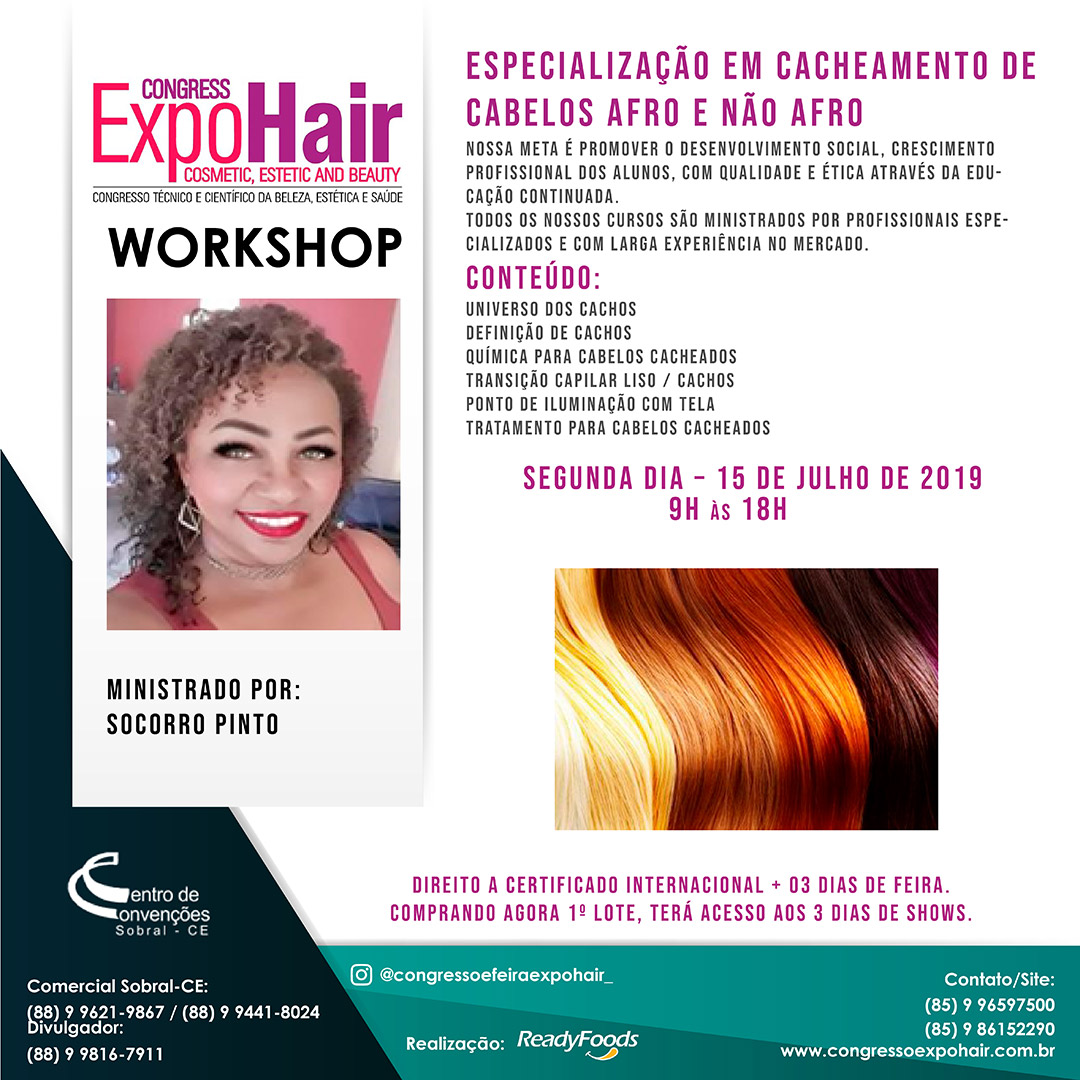 CONGRESS
ExpoHair
COSMETIC, ESTETIC AND BEAUTY
CONGRESSO TÉCNICO E CIENTÍFICO DA BELEZA, ESTÉTICA E SAÚDE
WORKSHOP
MINISTRADO POR:
SOCORRO PINTO
ESPECIALIZAÇÃO EM CACHEAMENTO DE
CABELOS AFRO E NÃO AFRO
NOSSA META É PROMOVER O DESENVOLVIMENTO SOCIAL, CRESCIMENTO
PROFISSIONAL DOS ALUNOS, COM QUALIDADE E ÉTICA ATRAVÉS DA EDU-
CAÇÃO CONTINUADA.
TODOS OS NOSSOS CURSOS SÃO MINISTRADOS POR PROFISSIONAIS ESPE-
CIALIZADOS E COM LARGA EXPERIÊNCIA NO MERCADO.
CONTEÚDO:
UNIVERSO DOS CACHOS
DEFINIÇÃO DE CACHOS
QUÍMICA PARA CABELOS CACHEADOS
TRANSIÇÃO CAPILAR LISO / CACHOS
PONTO DE ILUMINAÇÃO COM TELA
TRATAMENTO PARA CABELOS CACHEADOS
SEGUNDA DIA – 15 DE JULHO DE 2019
9H ÀS 18H
DIREITO A CERTIFICADO INTERNACIONAL + 03 DIAS DE FEIRA.
COMPRANDO AGORA 1º LOTE, TERÁ ACESSO AOS 3 DIAS DE SHOWS.
Centro de
Convenções
Sobral - CE
Comercial Sobral-CE:
(88) 9 9621-9867 / (88) 9 9441-8024
Divulgador:
(88) 9 9816-7911
@congressoefeiraexpohair_
Realização: ReadyFoods
Contato/Site:
(85) 9 96597500
(85) 9 86152290
www.congressoexpohair.com.br